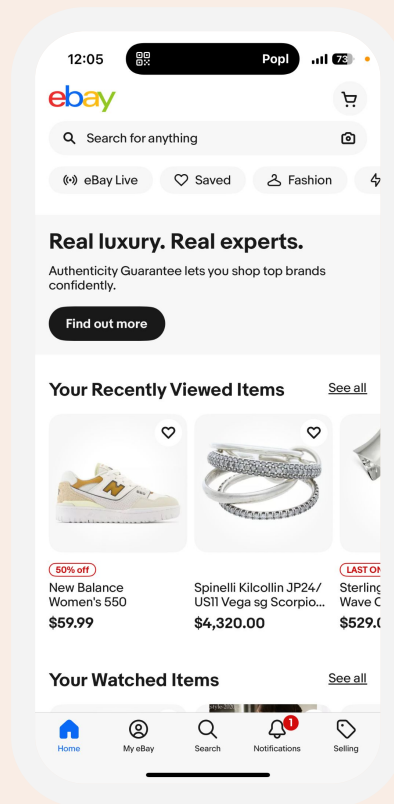 12:05
Popl
73
ebay
Search for anything
eBay Live
Saved
Fashion
Real luxury. Real experts.
Authenticity Guarantee lets you shop top brands
confidently.
Find out more
Your Recently Viewed Items
See all
N
50% off
New Balance
Women's 550
$59.99
Spinelli Kilcollin JP24/
US11 Vega sg Scorpio...
$4,320.00
LAST ON
Sterling
Wave C
$529.0
Your Watched Items
See all
1
Home
My eBay
Search
Notifications
Selling